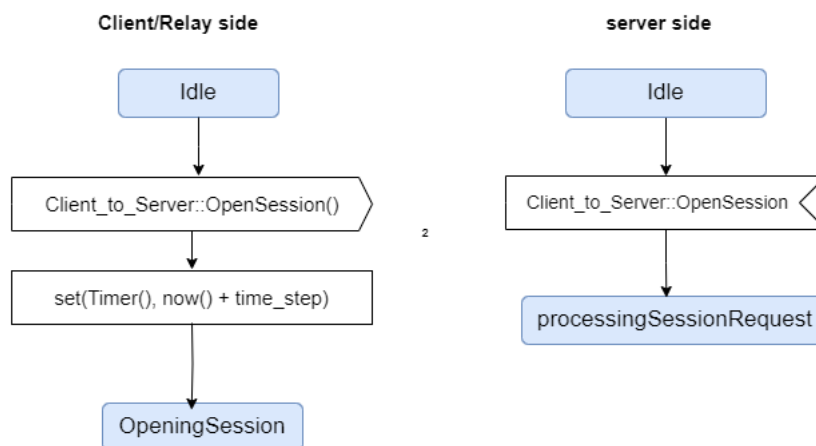 Client/Relay side
Idle
Client_to_Server::OpenSession()
set(Timer(), now() + time_step)
OpeningSession
2
server side
Idle
Client_to_Server::OpenSession
processingSessionRequest